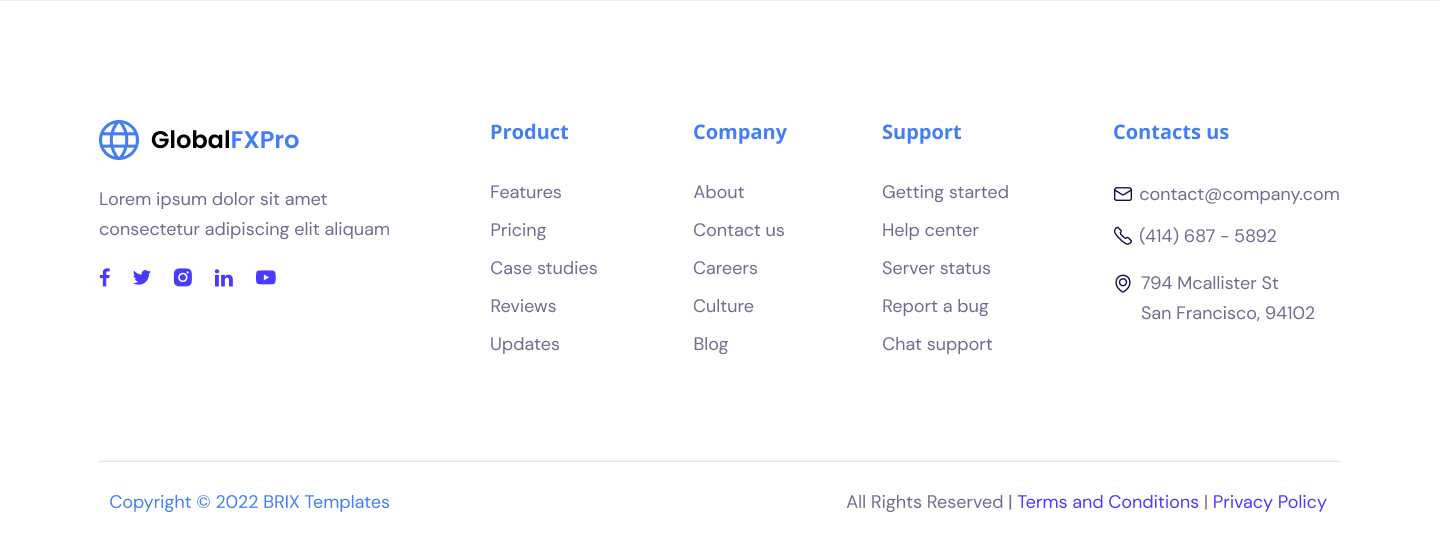 GlobalFXPro
Lorem ipsum dolor sit amet
consectetur adipiscing elit aliquam
Product
Features
Pricing
Case studies
Reviews
Updates
Company
About
Contact us
Careers
Culture
Blog
Support
Getting started
Help center
Server status
Report a bug
Chat support
Contacts us
contact@company.com
(414) 687 - 5892
794 Mcallister St
San Francisco, 94102
Copyright © 2022 BRIX Templates
All Rights Reserved | Terms and Conditions | Privacy Policy